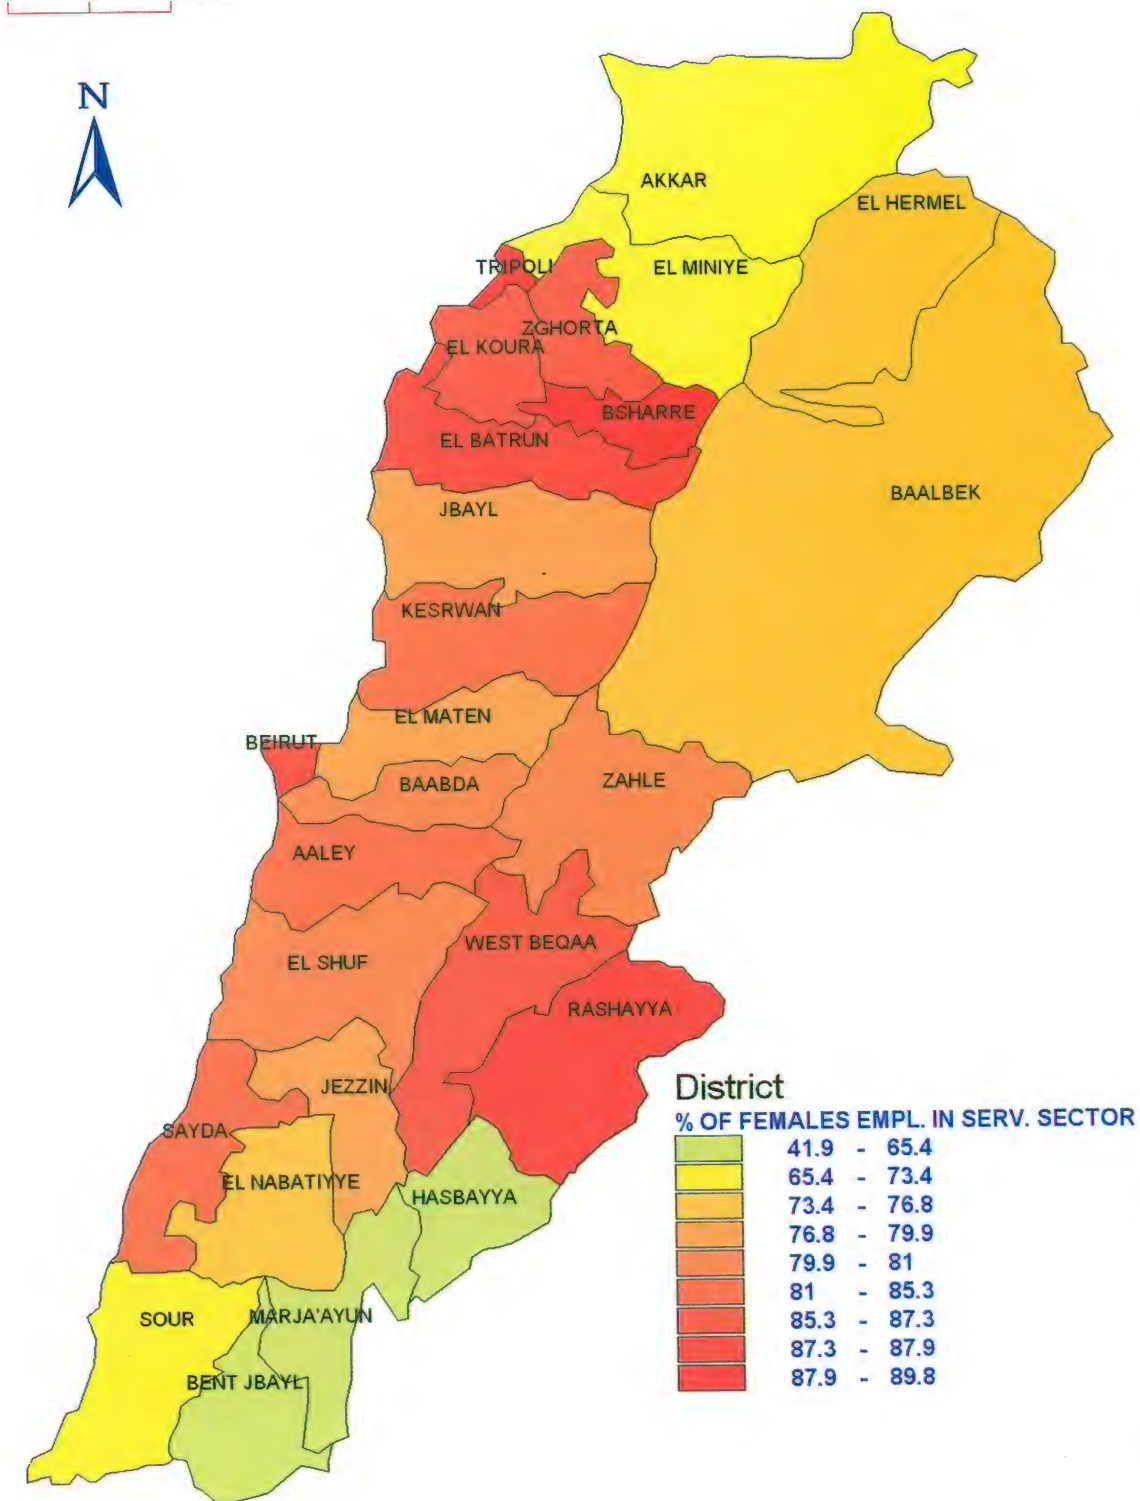 N
AKKAR
EL HERMEL
TRIPOLI
EL MINIYE
ZGHORTA
EL KOURA
BSHARRE
EL BATRUN
BAALBEK
JBAYL
KESRWAN
EL MATEN
BEIRUT
ZAHLE
BAABDA
AALEY
WEST BEQAA
EL SHUF
RASHAYYA
JEZZIN
SAYDA
EL NABATIYYE
HASBAYYA
SOUR
MARJA'AYUN
BENT JBAYL
District
% OF FEMALES EMPL. IN SERV. SECTOR
41.9 - 65.4
65.4 - 73.4
73.4 - 76.8
76.8 - 79.9
79.9 - 81
81 - 85.3
85.3 - 87.3
87.3 - 87.9
87.9 - 89.8